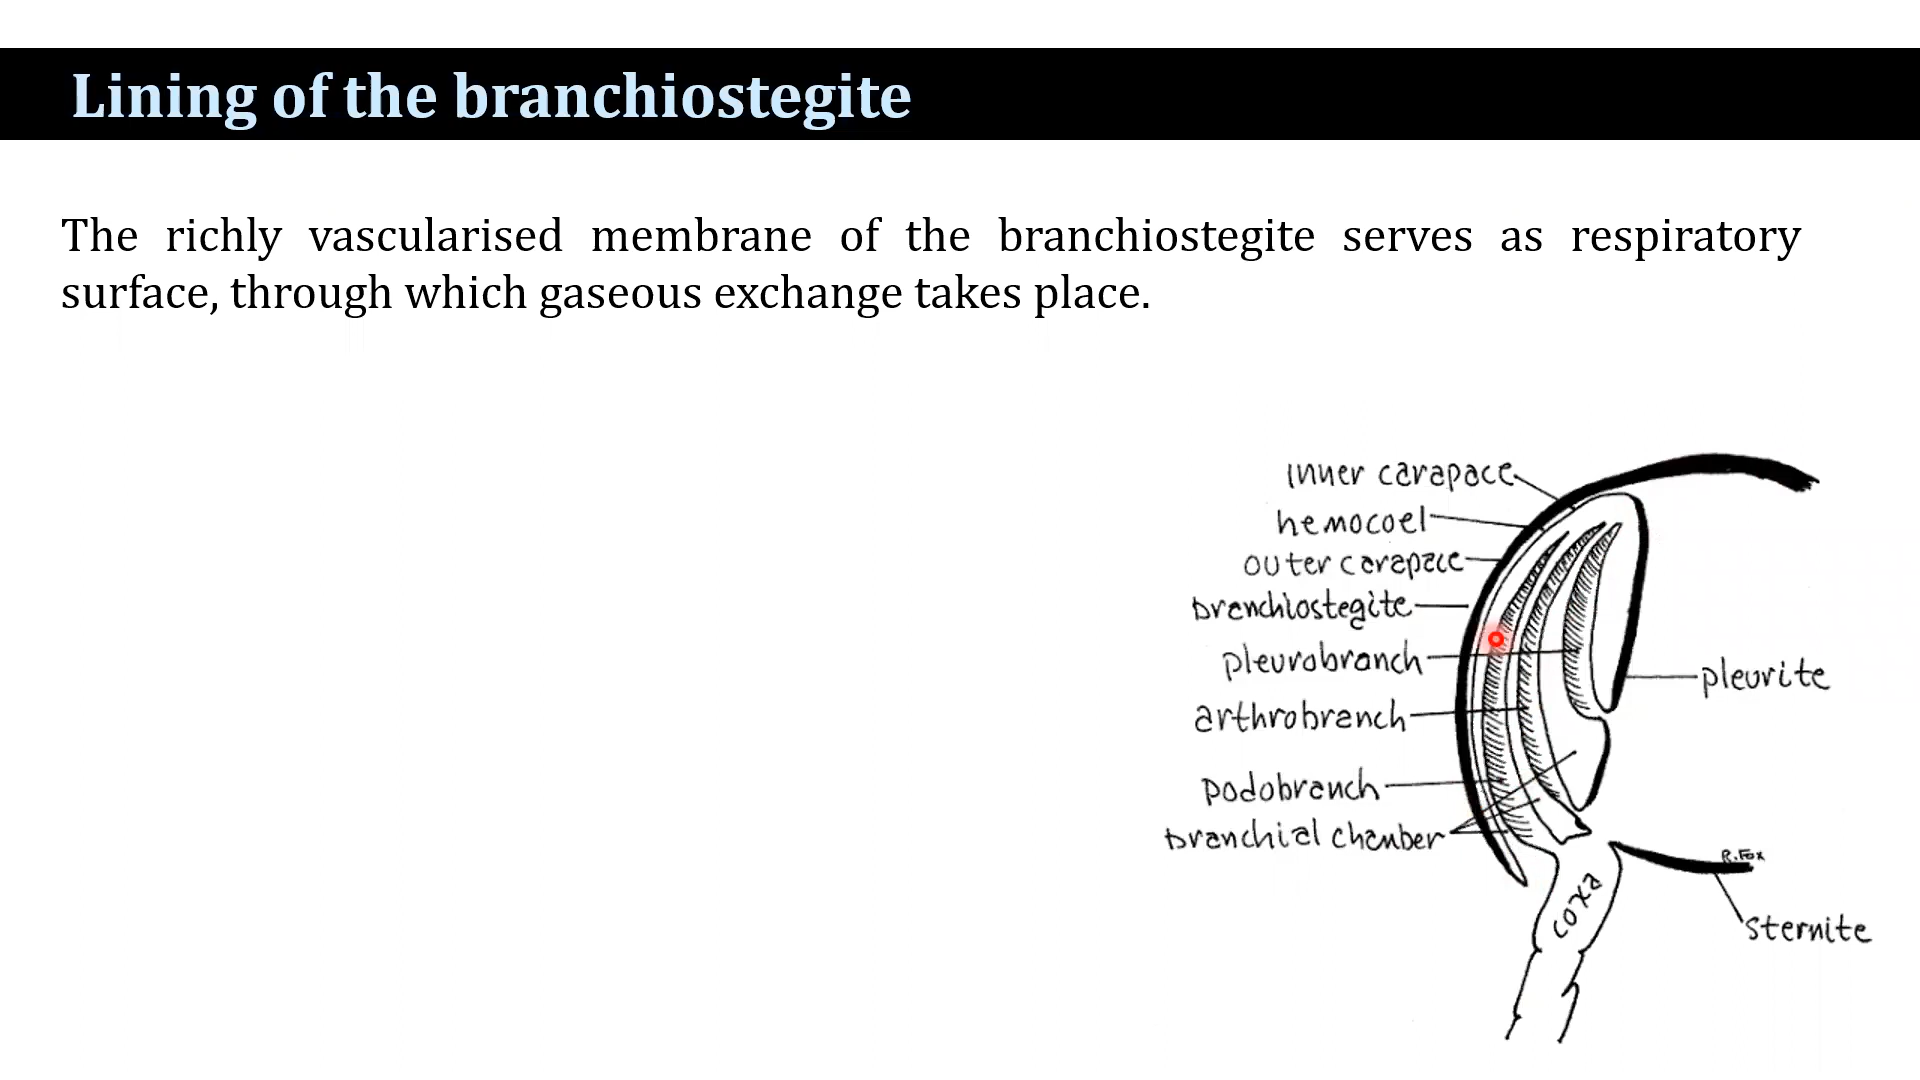 Lining of the branchiostegite
The richly vascularised membrane of the branchiostegite serves as respiratory
surface, through which gaseous exchange takes place.
inner carapace
hemocoel
outer carapace
branchiostegite
pleurobranch
pleurite
arthrobranch
podobranch
branchial chamber
R. Fox
coxa
sternite